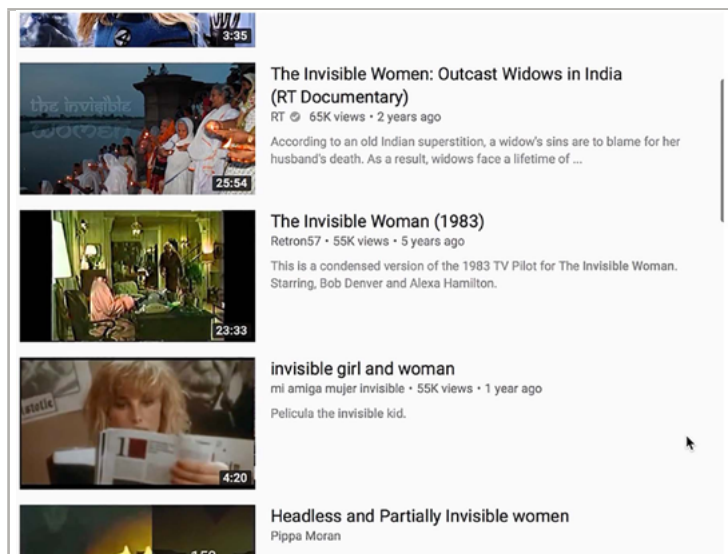 3:35
the invisible
women
25:54
The Invisible Women: Outcast Widows in India
(RT Documentary)
RT 65K views • 2 years ago
According to an old Indian superstition, a widow's sins are to blame for her
husband's death. As a result, widows face a lifetime of ...
23:33
The Invisible Woman (1983)
Retron57 • 55K views • 5 years ago
This is a condensed version of the 1983 TV Pilot for The Invisible Woman.
Starring, Bob Denver and Alexa Hamilton.
4:20
invisible girl and woman
mi amiga mujer invisible • 55K views • 1 year ago
Pelicula the invisible kid.
Headless and Partially Invisible women
Pippa Moran